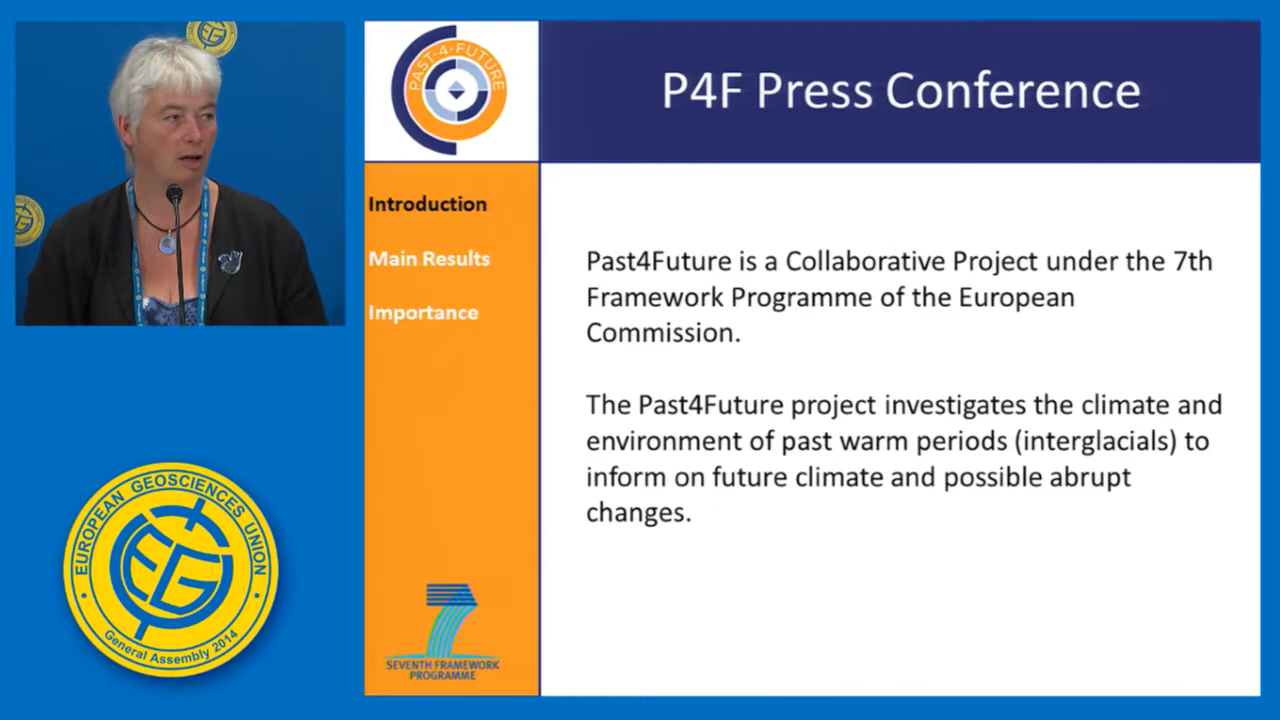 PAST-4-FUTURE
P4F Press Conference
Introduction
Main Results
Importance
Past4Future is a Collaborative Project under the 7th
Framework Programme of the European
Commission.
The Past4Future project investigates the climate and
environment of past warm periods (interglacials) to
inform on future climate and possible abrupt
changes.
EUROPEAN GEOSCIENCES UNION
EGU
General Assembly 2014
7
SEVENTH FRAMEWORK
PROGRAMME